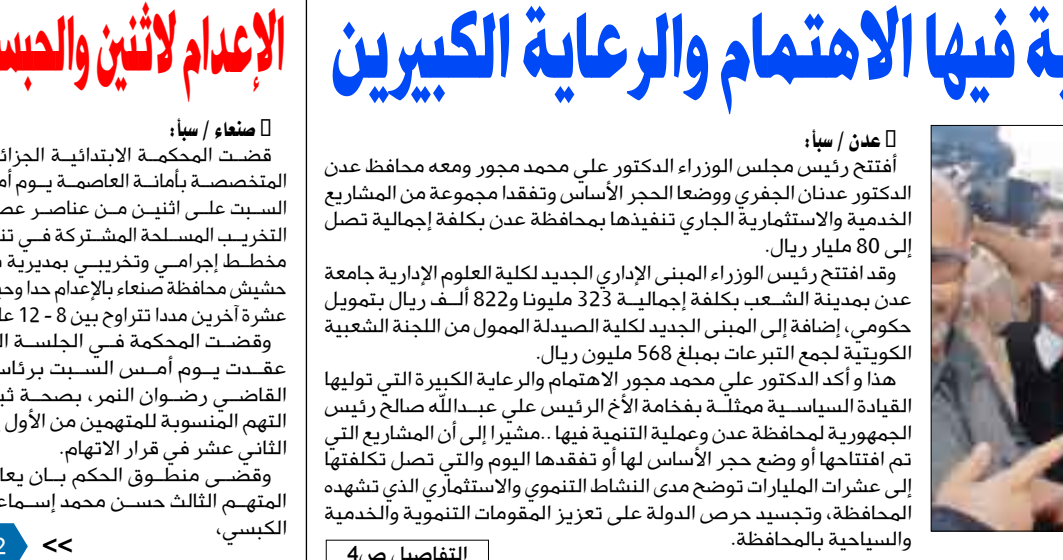 ة فيها الاهتمام والرعاية الكبيرين
عدن / سبأ:
أفتتح رئيس مجلس الوزراء الدكتور علي محمد مجور ومعه محافظ عدن
الدكتور عدنان الجفري ووضعا الحجر الأساس وتفقدا مجموعة من المشاريع
الخدمية والاستثمارية الجاري تنفيذها بمحافظة عدن بكلفة إجمالية تصل
إلى 80 مليار ريال.
وقد افتتح رئيس الوزراء المبنى الإداري الجديد لكلية العلوم الإدارية جامعة
عدن بمدينة الشعب بكلفة إجمالية 323 مليونا و822 ألف ريال بتمويل
حكومي، إضافة إلى المبنى الجديد لكلية الصيدلة الممول من اللجنة الشعبية
الكويتية لجمع التبرعات بمبلغ 568 مليون ريال.
هذا و أكد الدكتور علي محمد مجور الاهتمام والرعاية الكبيرة التي توليها
القيادة السياسية ممثلة بفخامة الأخ الرئيس علي عبدالله صالح رئيس
الجمهورية لمحافظة عدن وعملية التنمية فيها ..مشيرا إلى أن المشاريع التي
تم افتتاحها أو وضع حجر الأساس لها أو تفقدها اليوم والتي تصل تكلفتها
إلى عشرات المليارات توضح مدى النشاط التنموي والاستثماري الذي تشهده
المحافظة، وتجسيد حرص الدولة على تعزيز المقومات التنموية والخدمية
والسياحية بالمحافظة.
التفاصيل ص4
الإعدام لاثنين والحبس
صنعاء / سبأ:
قضت المحكمة الابتدائية الجزائ
المتخصصة بأمانة العاصمة يوم أم
السبت على اثنين من عناصر عص
التخريب المسلحة المشتركة في تن
مخطط إجرامي وتخريبي بمديرية
حشيش محافظة صنعاء بالإعدام حدا وح
عشرة آخرين مددا تتراوح بين 8 - 12 عا
وقضت المحكمة في الجلسة ال
عقدت يوم أمس السبت برئاس
القاضي رضوان النمر، بصحة ثب
التهم المنسوبة للمتهمين من الأول
الثاني عشر في قرار الاتهام.
وقضى منطوق الحكم بان يعا
المتهم الثالث حسن محمد إسماع
الكبسي،
>> 2